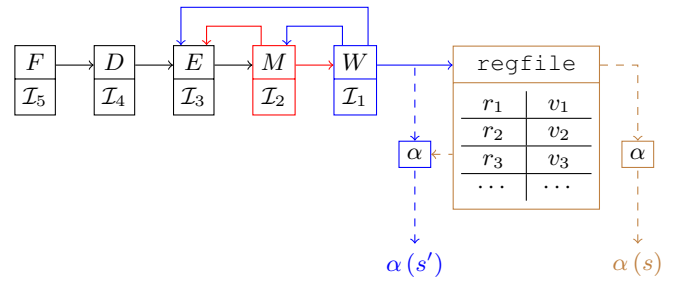 F D E M W regfile
I₅ I₄ I₃ I₂ I₁
r₁ v₁
r₂ v₂
α r₃ v₃ α
⋯ ⋯
α (s′) α (s)